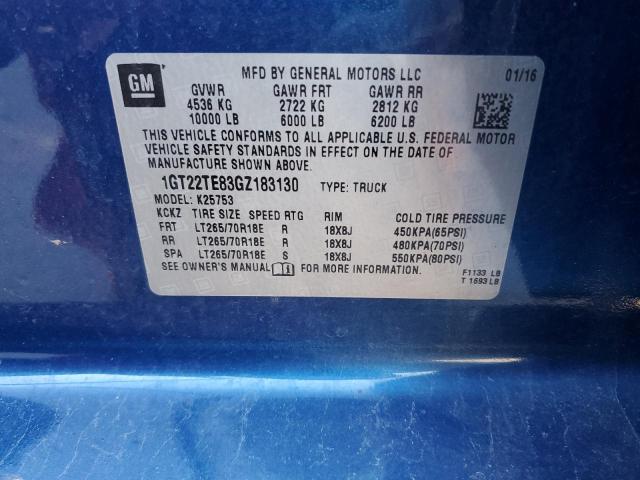 GM
MFD BY GENERAL MOTORS LLC 01/16
GVWR GAWR FRT GAWR RR
4536 KG 2722 KG 2812 KG
10000 LB 6000 LB 6200 LB
THIS VEHICLE CONFORMS TO ALL APPLICABLE U.S. FEDERAL MOTOR
VEHICLE SAFETY STANDARDS IN EFFECT ON THE DATE OF
MANUFACTURE SHOWN ABOVE.
1GT22TE83GZ183130 TYPE: TRUCK
MODEL: K25753
KCKZ TIRE SIZE SPEED RTG RIM COLD TIRE PRESSURE
FRT LT265/70R18E R 18X8J 450KPA(65PSI)
RR LT265/70R18E R 18X8J 480KPA(70PSI)
SPA LT265/70R18E S 18X8J 550KPA(80PSI)
SEE OWNER'S MANUAL FOR MORE INFORMATION.
F1133 LB
T 1693 LB